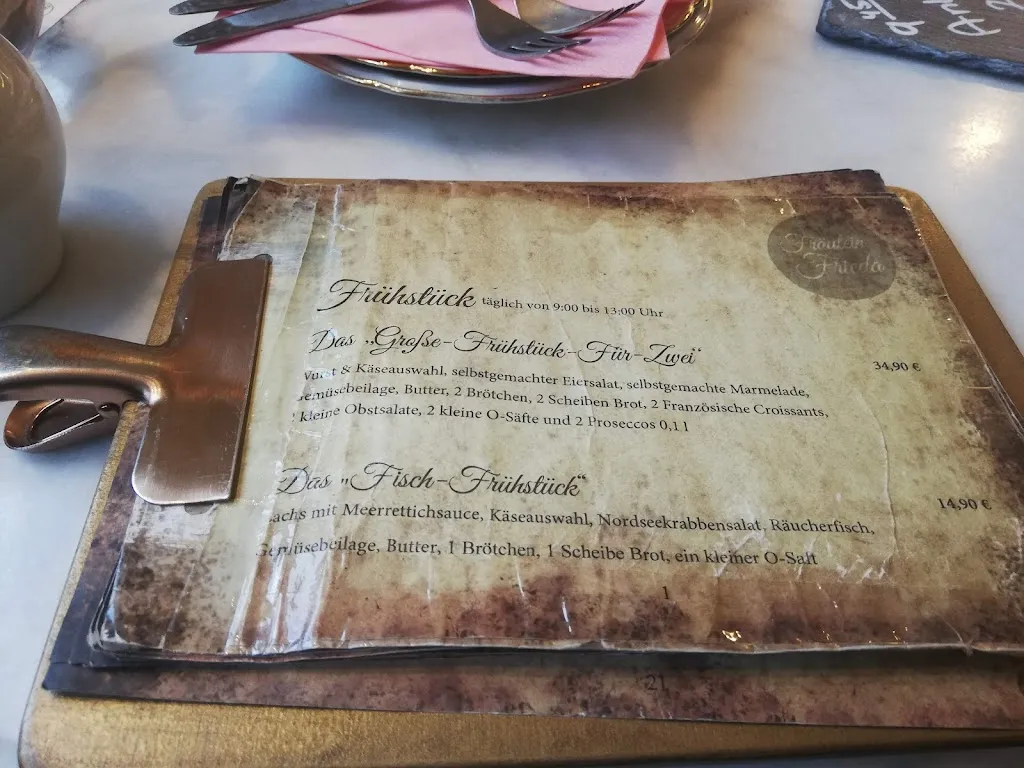 Fräulein
Frieda
Frühstück täglich von 9:00 bis 13:00 Uhr
Das „Große-Frühstück-Für-Zwei“ 34,90 €
& Käseauswahl, selbstgemachter Eiersalat, selbstgemachte Marmelade,
Gemüsebeilage, Butter, 2 Brötchen, 2 Scheiben Brot, 2 Französische Croissants,
kleine Obstsalate, 2 kleine O-Säfte und 2 Proseccos 0,1 l
Das „Fisch-Frühstück“ 14,90 €
achs mit Meerrettichsauce, Käseauswahl, Nordseekrabbensalat, Räucherfisch,
Gemüsebeilage, Butter, 1 Brötchen, 1 Scheibe Brot, ein kleiner O-Saft
1
21